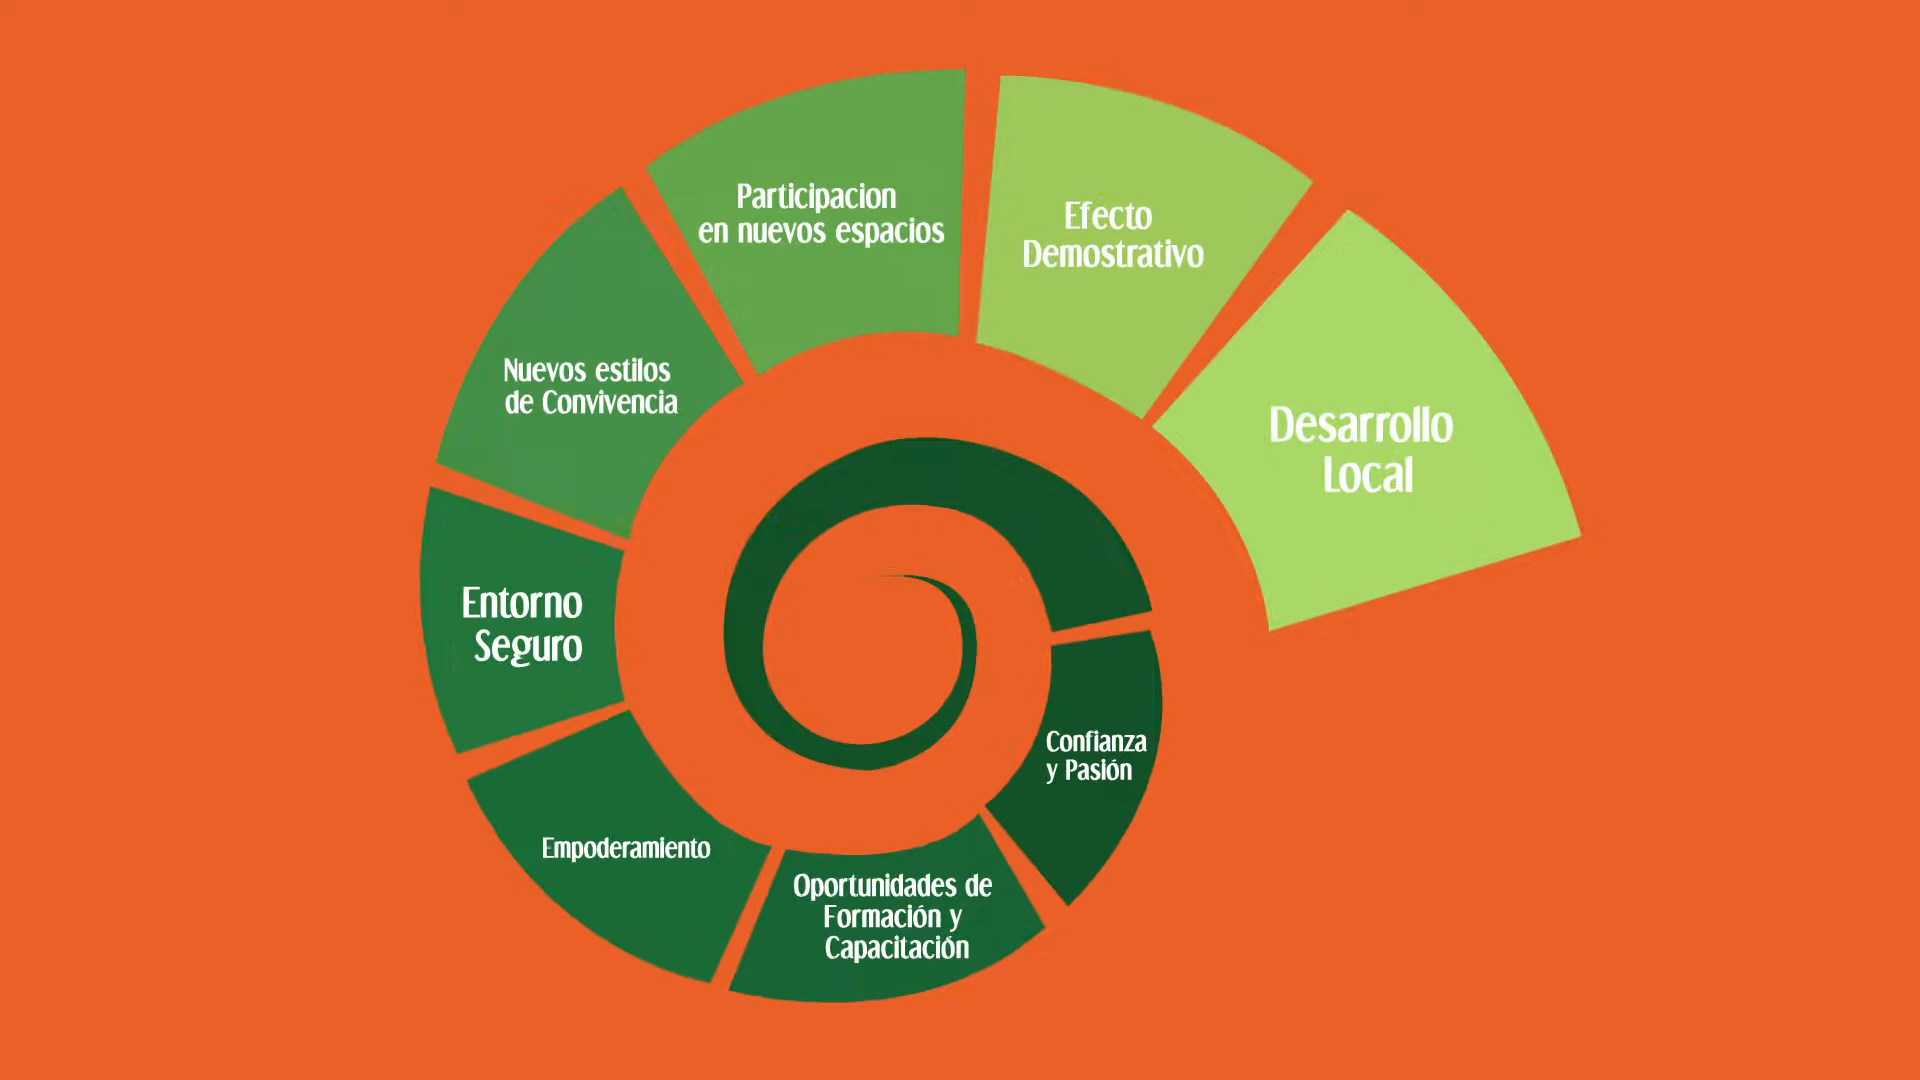 Participacion
en nuevos espacios
Efecto
Demostrativo
Nuevos estilos
de Convivencia
Desarrollo
Local
Entorno
Seguro
Confianza
y Pasión
Empoderamiento
Oportunidades de
Formación y
Capacitación